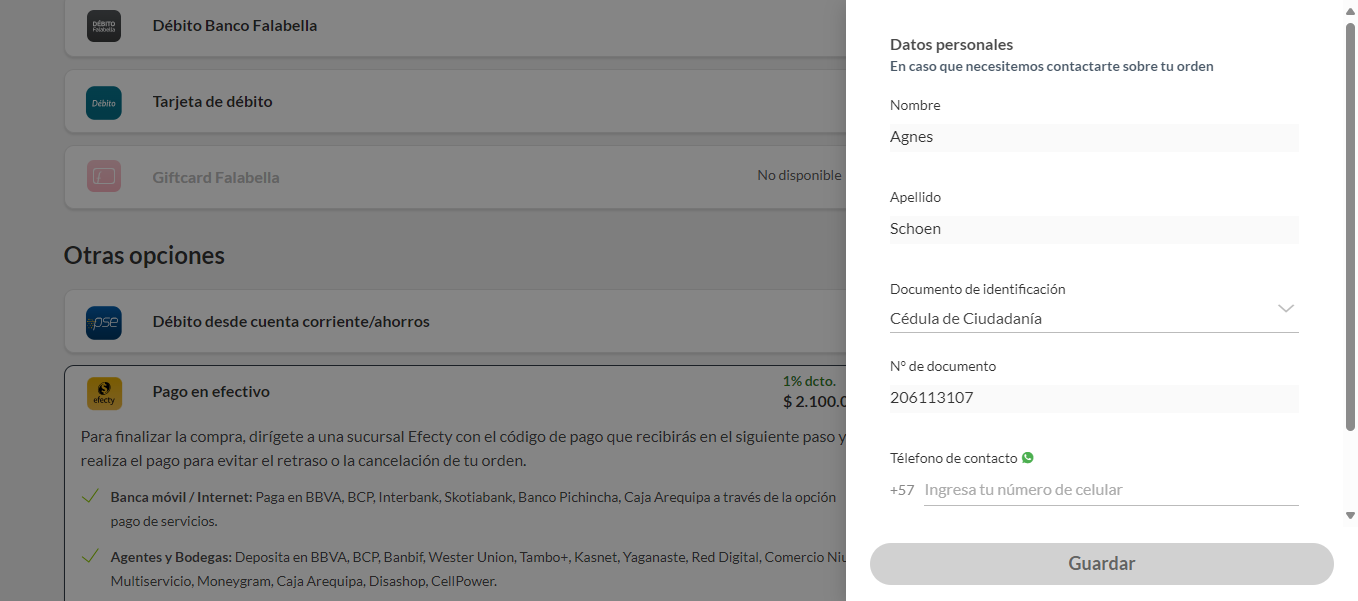 DÉBITO
Falabella
Débito Banco Falabella
Débito
Tarjeta de débito
Giftcard Falabella
No disponible
Otras opciones
pse
Débito desde cuenta corriente/ahorros
efecty
Pago en efectivo
1% dcto.
$ 2.100.0
Para finalizar la compra, dirígete a una sucursal Efecty con el código de pago que recibirás en el siguiente paso y
realiza el pago para evitar el retraso o la cancelación de tu orden.
Banca móvil / Internet: Paga en BBVA, BCP, Interbank, Skotiabank, Banco Pichincha, Caja Arequipa a través de la opción
pago de servicios.
Agentes y Bodegas: Deposita en BBVA, BCP, Banbif, Wester Union, Tambo+, Kasnet, Yaganaste, Red Digital, Comercio Niu
Multiservicio, Moneygram, Caja Arequipa, Disashop, CellPower.
Datos personales
En caso que necesitemos contactarte sobre tu orden
Nombre
Agnes
Apellido
Schoen
Documento de identificación
Cédula de Ciudadanía
N° de documento
206113107
Télefono de contacto
+57 Ingresa tu número de celular
Guardar